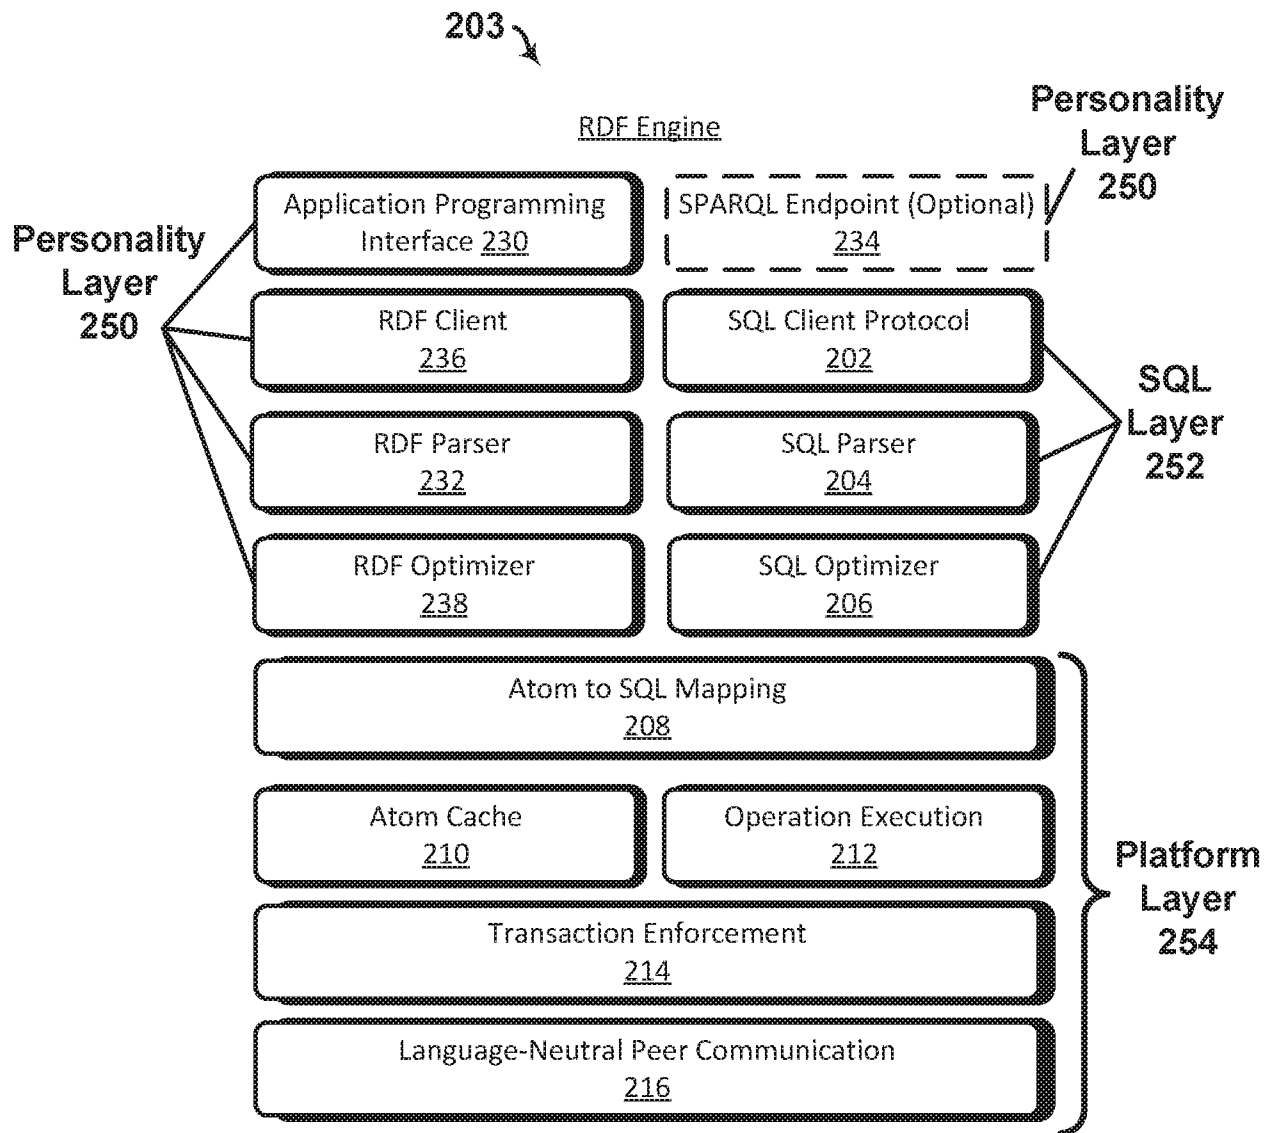 203
RDF Engine
Personality
Layer
250
Application Programming
Interface 230
SPARQL Endpoint (Optional)
234
Personality
Layer
250
RDF Client
236
SQL Client Protocol
202
RDF Parser
232
SQL Parser
204
SQL
Layer
252
RDF Optimizer
238
SQL Optimizer
206
Atom to SQL Mapping
208
Atom Cache
210
Operation Execution
212
Platform
Layer
254
Transaction Enforcement
214
Language-Neutral Peer Communication
216